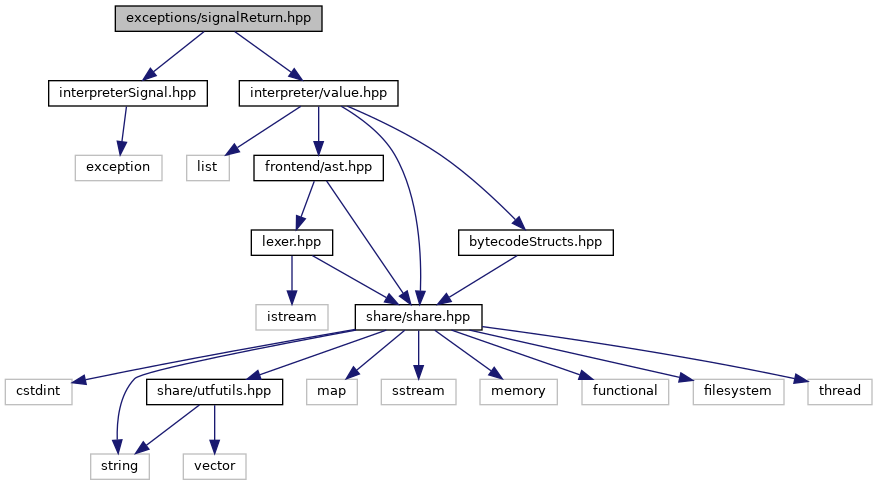 exceptions/signalReturn.hpp
interpreterSignal.hpp
interpreter/value.hpp
exception
list
frontend/ast.hpp
lexer.hpp
bytecodeStructs.hpp
istream
share/share.hpp
cstdint
share/utfutils.hpp
map
sstream
memory
functional
filesystem
thread
string
vector